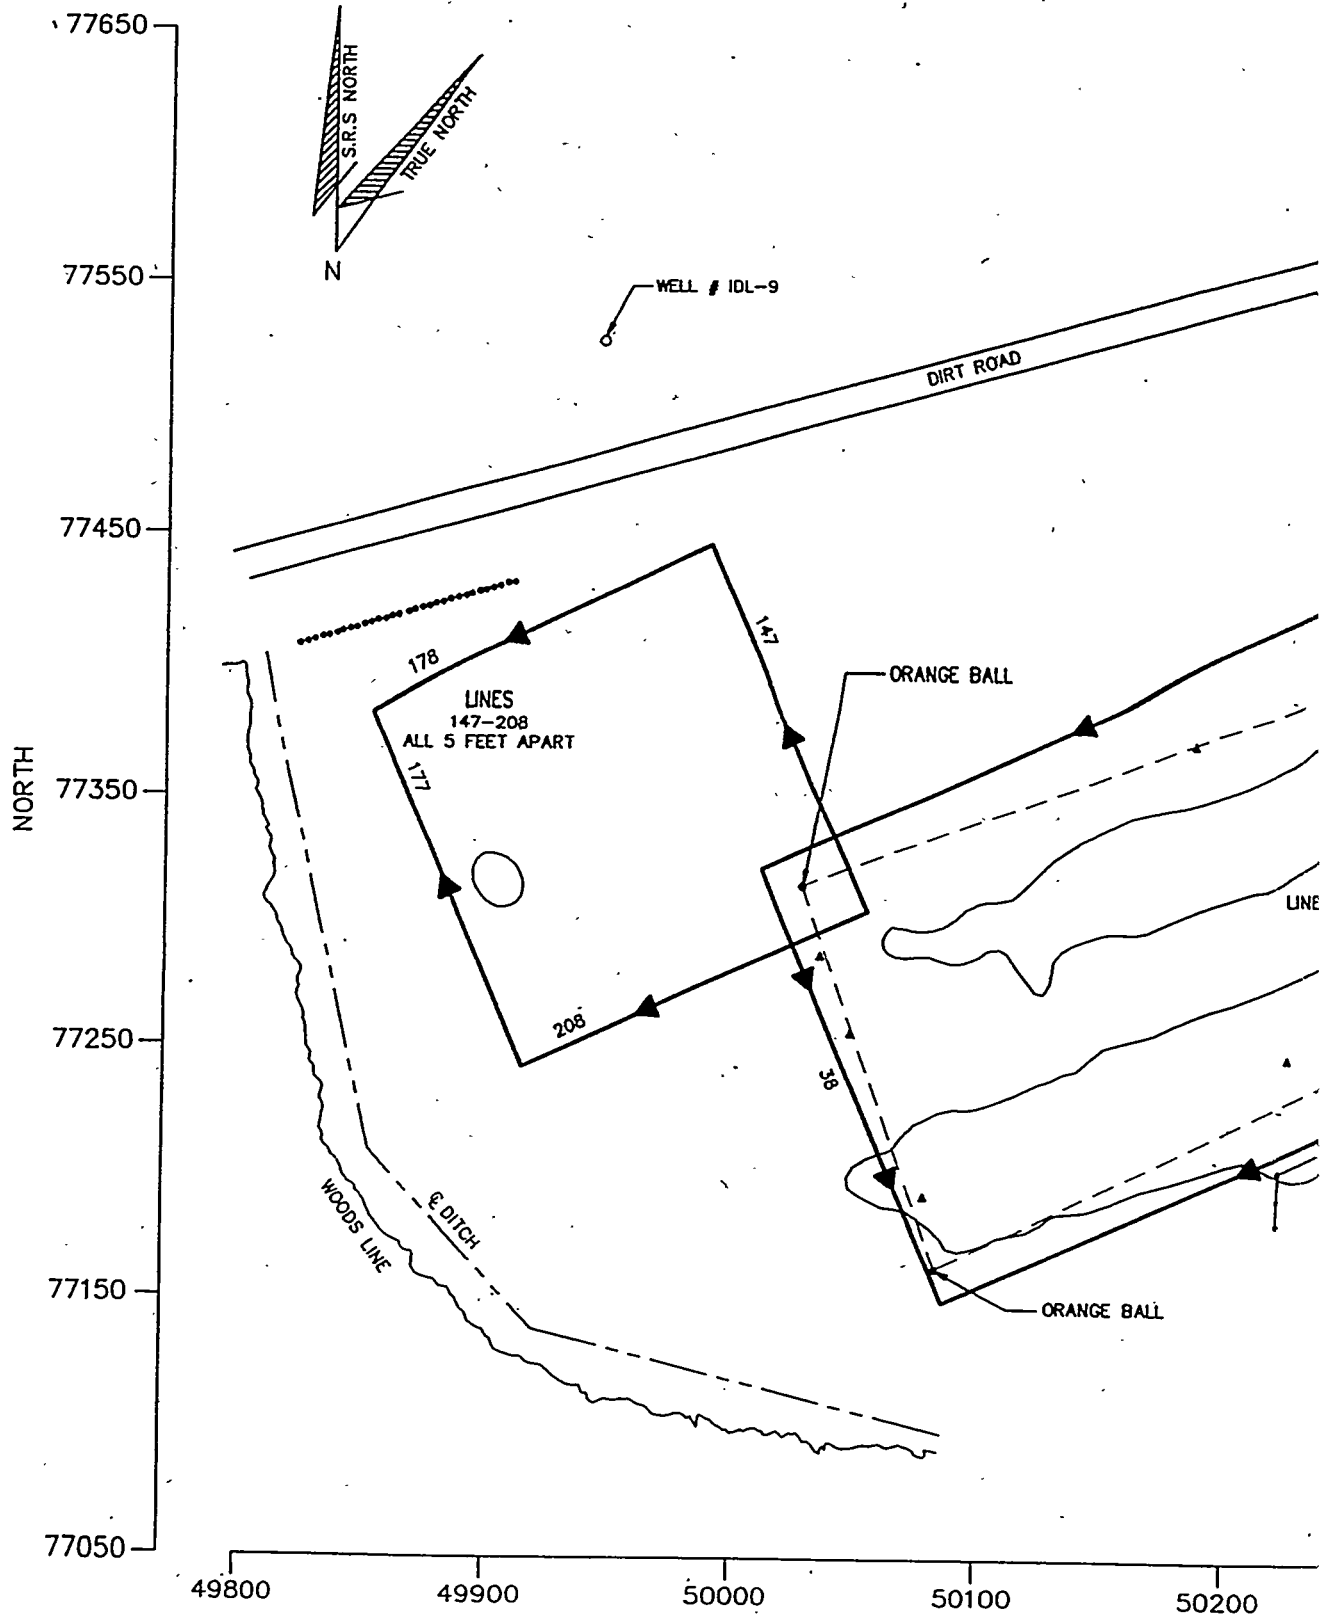 77650
S.R.S NORTH
TRUE NORTH
N
77550
WELL # IDL-9
DIRT ROAD
77450
147
ORANGE BALL
178
LINES
147-208
ALL 5 FEET APART
177
NORTH
77350
LINE
208
77250
38
WOODS LINE
℄ DITCH
77150
ORANGE BALL
77050
49800
49900
50000
50100
50200